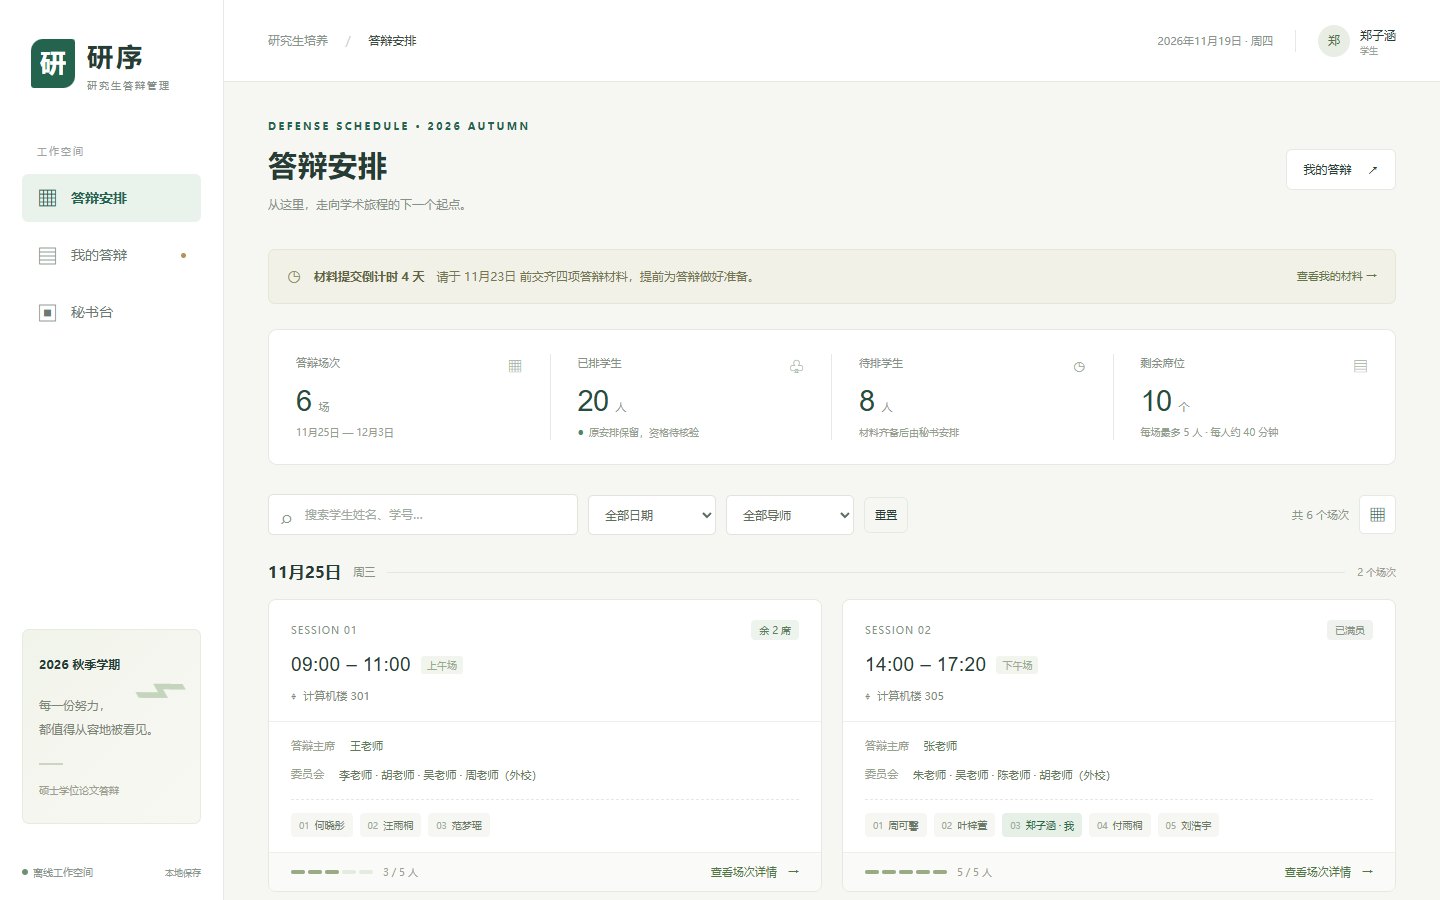 研
研序
研究生答辩管理
工作空间
答辩安排
我的答辩
秘书台
2026 秋季学期
每一份努力，
都值得从容地被看见。
硕士学位论文答辩
离线工作空间
本地保存
研究生培养 / 答辩安排
2026年11月19日 · 周四
郑
郑子涵
学生
DEFENSE SCHEDULE • 2026 AUTUMN
答辩安排
从这里，走向学术旅程的下一个起点。
我的答辩 ↗
材料提交倒计时 4 天 请于 11月23日 前交齐四项答辩材料，提前为答辩做好准备。
查看我的材料 →
答辩场次
6 场
11月25日 — 12月3日
已排学生
20 人
原安排保留，资格待核验
待排学生
8 人
材料齐备后由秘书安排
剩余席位
10 个
每场最多 5 人 · 每人约 40 分钟
搜索学生姓名、学号...
全部日期
全部导师
重置
共 6 个场次
11月25日 周三
2 个场次
SESSION 01
余 2 席
09:00 – 11:00 上午场
计算机楼 301
答辩主席 王老师
委员会 李老师 · 胡老师 · 吴老师 · 周老师（外校）
01 何晓彤
02 汪雨桐
03 范梦瑶
3 / 5 人
查看场次详情 →
SESSION 02
已满员
14:00 – 17:20 下午场
计算机楼 305
答辩主席 张老师
委员会 朱老师 · 吴老师 · 陈老师 · 胡老师（外校）
01 周可馨
02 叶梓萱
03 郑子涵 · 我
04 付雨桐
05 刘浩宇
5 / 5 人
查看场次详情 →